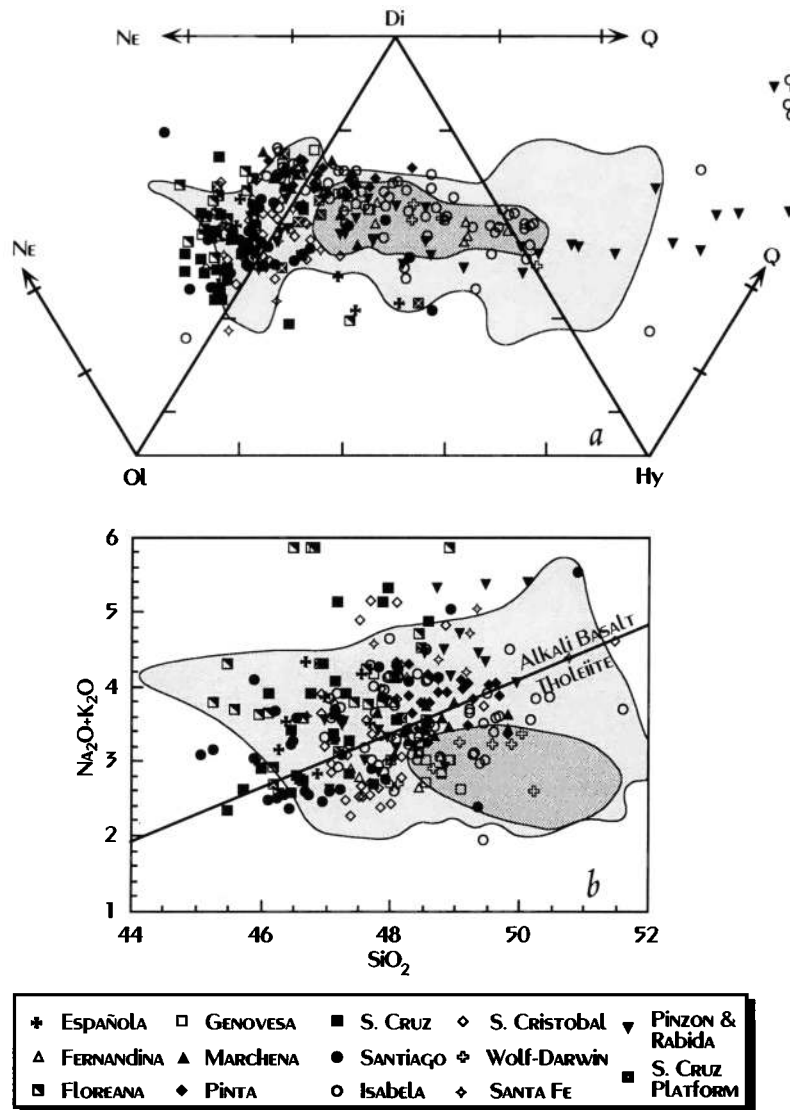 Di
Ne
Q
Ne
Q
a
Ol
Hy
6
5
4
3
2
1
Na2O+K2O
Alkali Basalt
Tholeiite
b
44
46
48
50
52
SiO2
Española
Genovesa
S. Cruz
S. Cristobal
Pinzon & Rabida
Fernandina
Marchena
Santiago
Wolf-Darwin
Floreana
Pinta
Isabela
Santa Fe
S. Cruz Platform